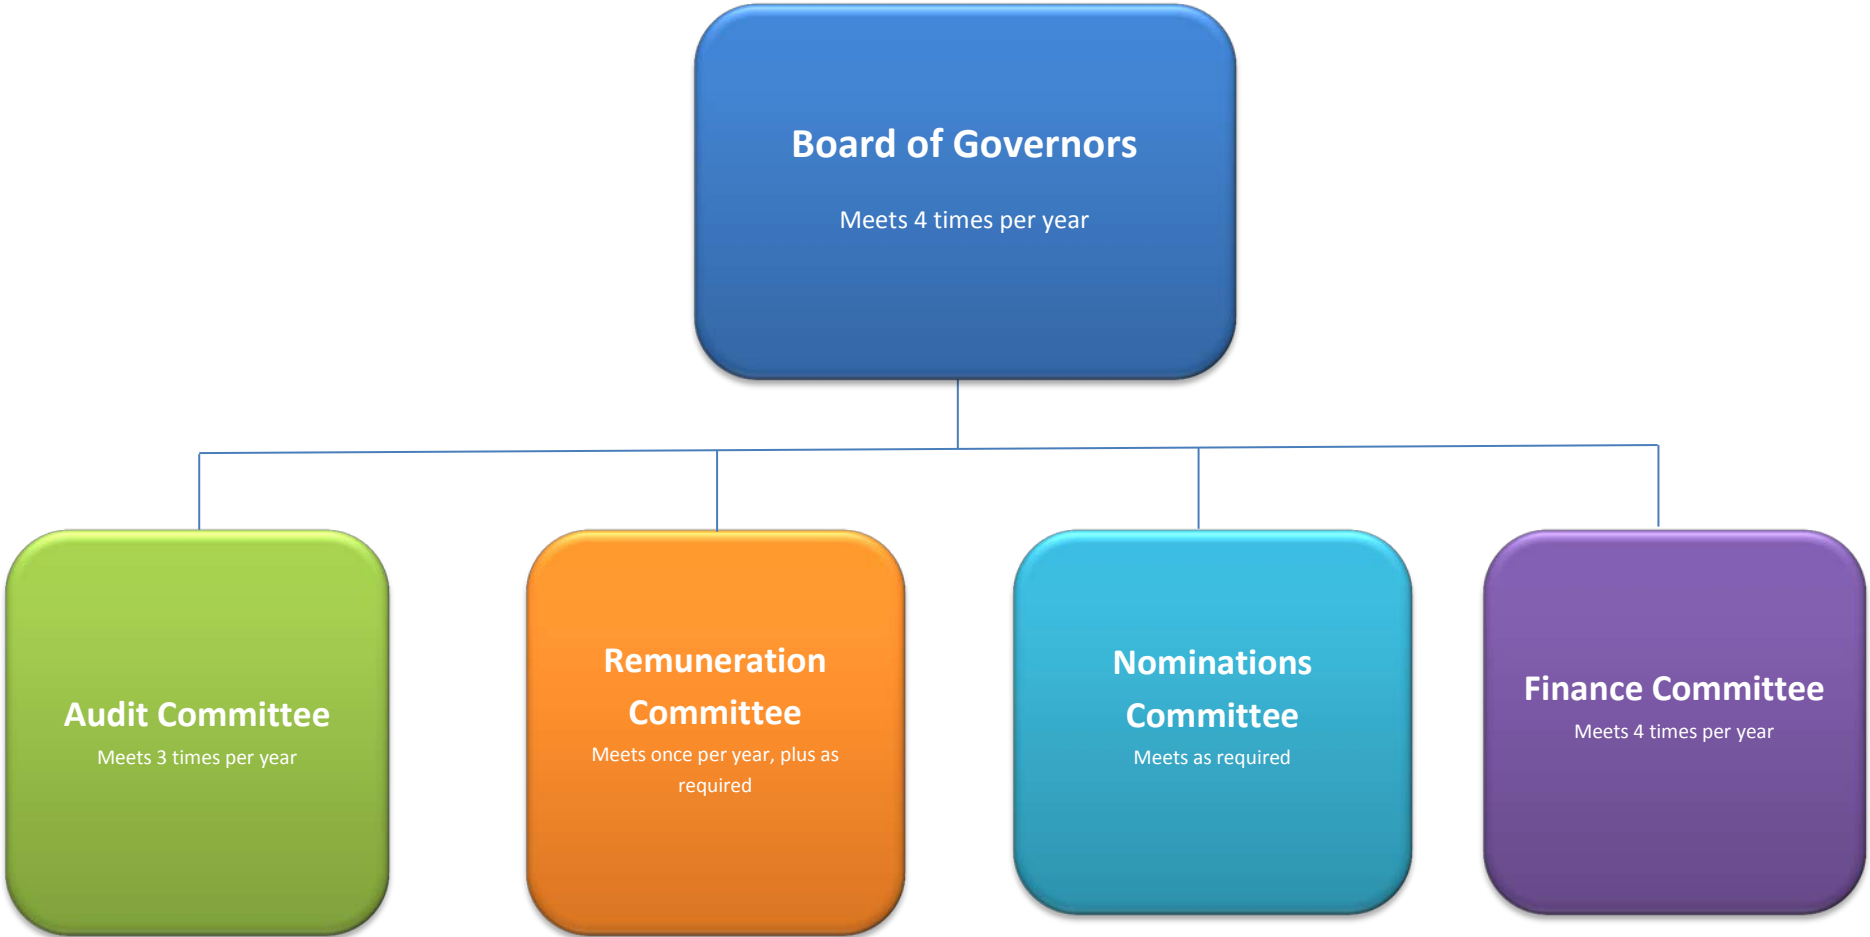 Board of Governors
Meets 4 times per year
Audit Committee
Meets 3 times per year
Remuneration
Committee
Meets once per year, plus as
required
Nominations
Committee
Meets as required
Finance Committee
Meets 4 times per year